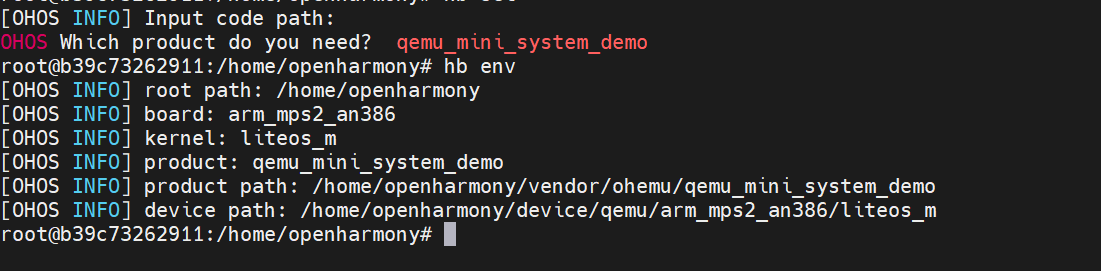 [OHOS INFO] Input code path:
OHOS Which product do you need?  qemu_mini_system_demo
root@b39c73262911:/home/openharmony# hb env
[OHOS INFO] root path: /home/openharmony
[OHOS INFO] board: arm_mps2_an386
[OHOS INFO] kernel: liteos_m
[OHOS INFO] product: qemu_mini_system_demo
[OHOS INFO] product path: /home/openharmony/vendor/ohemu/qemu_mini_system_demo
[OHOS INFO] device path: /home/openharmony/device/qemu/arm_mps2_an386/liteos_m
root@b39c73262911:/home/openharmony#